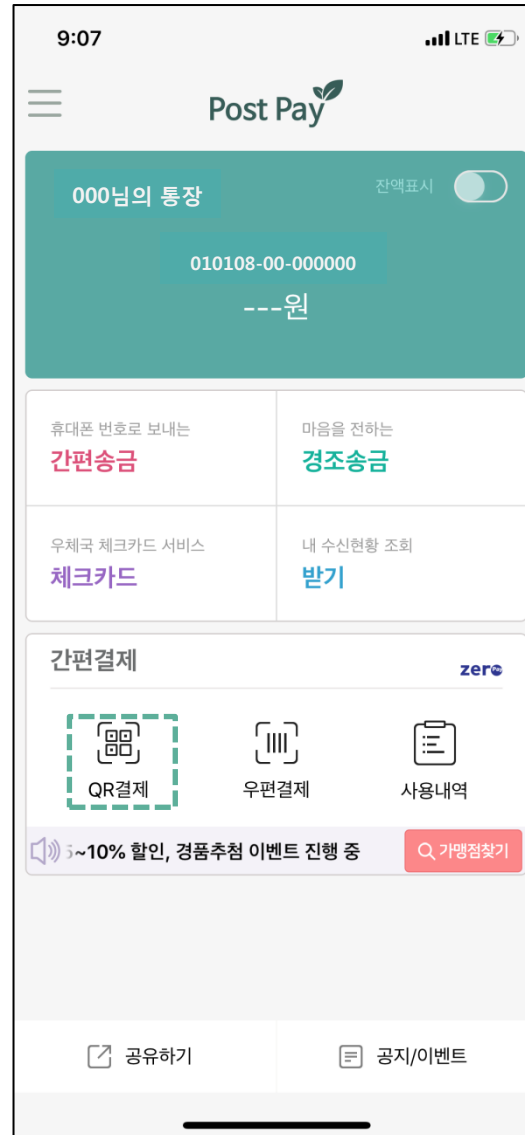 9:07
LTE
Post Pay
000님의 통장
잔액표시
010108-00-000000
---원
휴대폰 번호로 보내는
간편송금
마음을 전하는
경조송금
우체국 체크카드 서비스
체크카드
내 수신현황 조회
받기
간편결제
zero Pay
QR결제
우편결제
사용내역
5~10% 할인, 경품추첨 이벤트 진행 중
가맹점찾기
공유하기
공지/이벤트